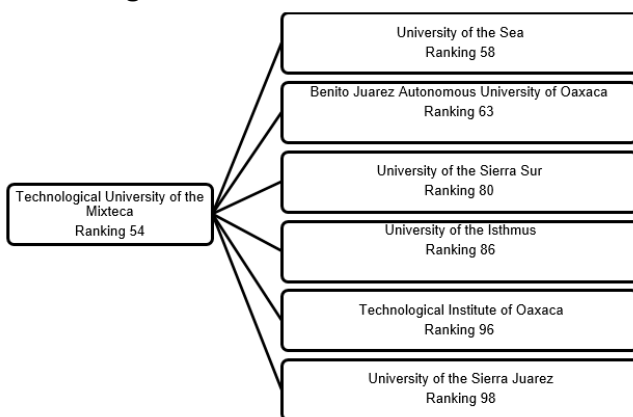 Technological University of the
Mixteca
Ranking 54
University of the Sea
Ranking 58
Benito Juarez Autonomous University of Oaxaca
Ranking 63
University of the Sierra Sur
Ranking 80
University of the Isthmus
Ranking 86
Technological Institute of Oaxaca
Ranking 96
University of the Sierra Juarez
Ranking 98